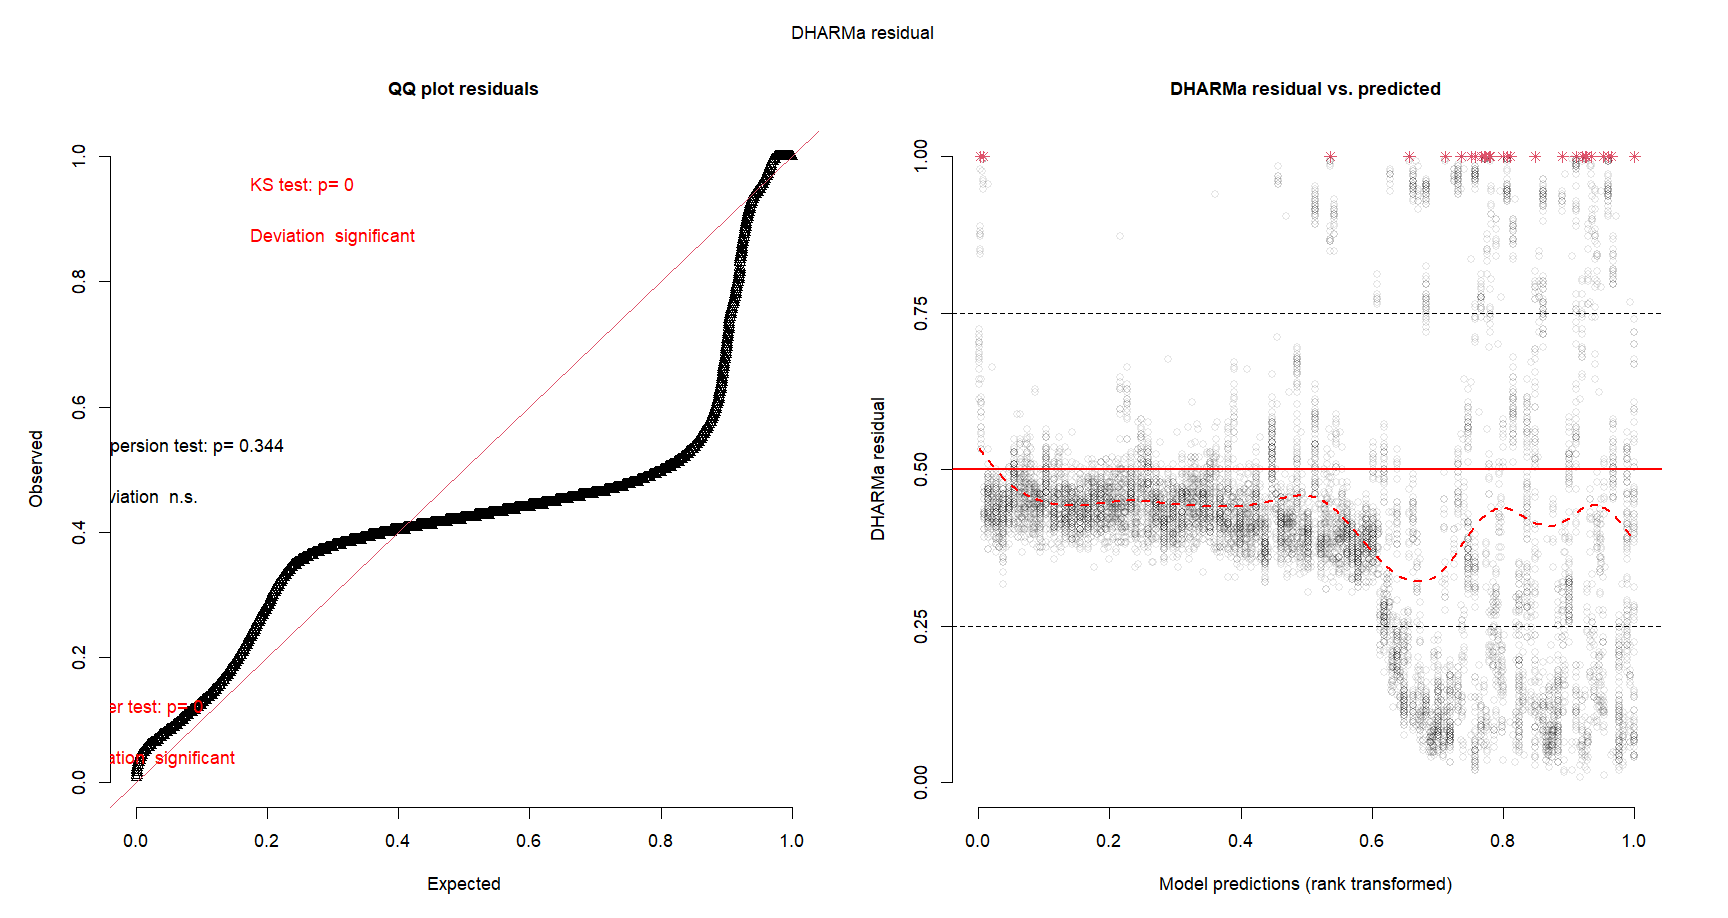 DHARMa residual
QQ plot residuals
KS test: p= 0
Deviation  significant
persion test: p= 0.344
viation  n.s.
er test: p= 0
ation  significant
Observed
0.0 0.2 0.4 0.6 0.8 1.0
0.0 0.2 0.4 0.6 0.8 1.0
Expected
DHARMa residual vs. predicted
DHARMa residual
0.00 0.25 0.50 0.75 1.00
0.0 0.2 0.4 0.6 0.8 1.0
Model predictions (rank transformed)